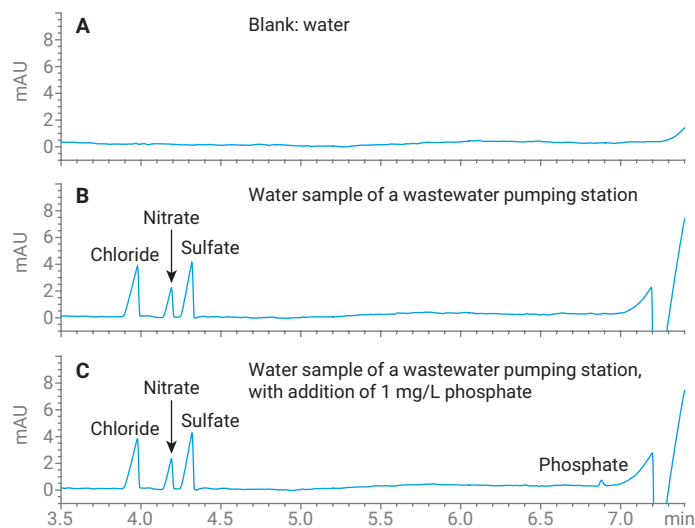 A
Blank: water
mAU
8
6
4
2
0
B
Water sample of a wastewater pumping station
Nitrate
Chloride
Sulfate
mAU
8
6
4
2
0
C
Water sample of a wastewater pumping station,
with addition of 1 mg/L phosphate
Nitrate
Chloride
Sulfate
Phosphate
mAU
8
6
4
2
0
3.5 4.0 4.5 5.0 5.5 6.0 6.5 7.0 min